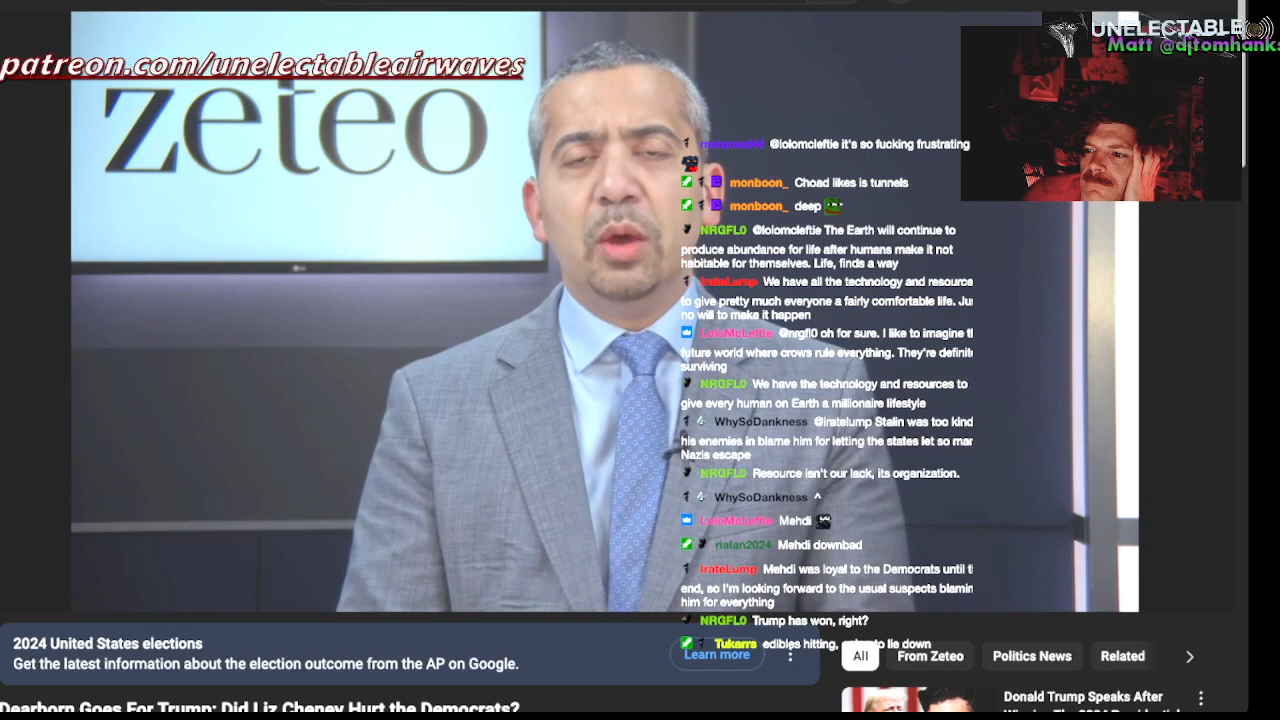 UNELECTABLE
Matt @djtomhanks
patreon.com/unelectableairwaves
zeteo
@lolomcleftie it's so fucking frustrating
monboon_ Choad likes is tunnels
monboon_ deep
NRGFL0 @lolomcleftie The Earth will continue to
produce abundance for life after humans make it not
habitable for themselves. Life, finds a way
IrateLump We have all the technology and resource
to give pretty much everyone a fairly comfortable life. Jus
no will to make it happen
LoloMcLeftie @nrgfl0 oh for sure. I like to imagine th
future world where crows rule everything. They're definite
surviving
NRGFL0 We have the technology and resources to
give every human on Earth a millionaire lifestyle
WhySoDankness @iratelump Stalin was too kind
his enemies in blame him for letting the states let so man
Nazis escape
NRGFL0 Resource isn't our lack, its organization.
WhySoDankness ^
LoloMcLeftie Mehdi
rialan2024 Mehdi downbad
IrateLump Mehdi was loyal to the Democrats until th
end, so I'm looking forward to the usual suspects blamin
him for everything
NRGFL0 Trump has won, right?
Tukarrs edibles hitting, to lie down
2024 United States elections
Get the latest information about the election outcome from the AP on Google.
Learn more
All From Zeteo Politics News Related
Dearborn Goes For Trump: Did Liz Cheney Hurt the Democrats?
Donald Trump Speaks After